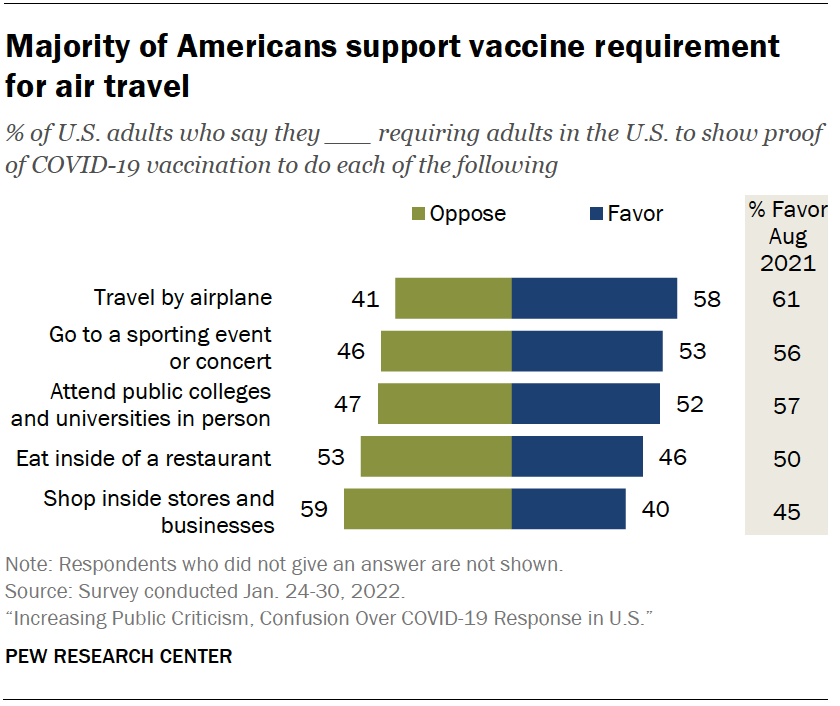 Majority of Americans support vaccine requirement
for air travel
% of U.S. adults who say they ___ requiring adults in the U.S. to show proof
of COVID-19 vaccination to do each of the following
Oppose
Favor
% Favor
Aug
2021
Travel by airplane
41
58
61
Go to a sporting event
or concert
46
53
56
Attend public colleges
and universities in person
47
52
57
Eat inside of a restaurant
53
46
50
Shop inside stores and
businesses
59
40
45
Note: Respondents who did not give an answer are not shown.
Source: Survey conducted Jan. 24-30, 2022.
“Increasing Public Criticism, Confusion Over COVID-19 Response in U.S.”
PEW RESEARCH CENTER